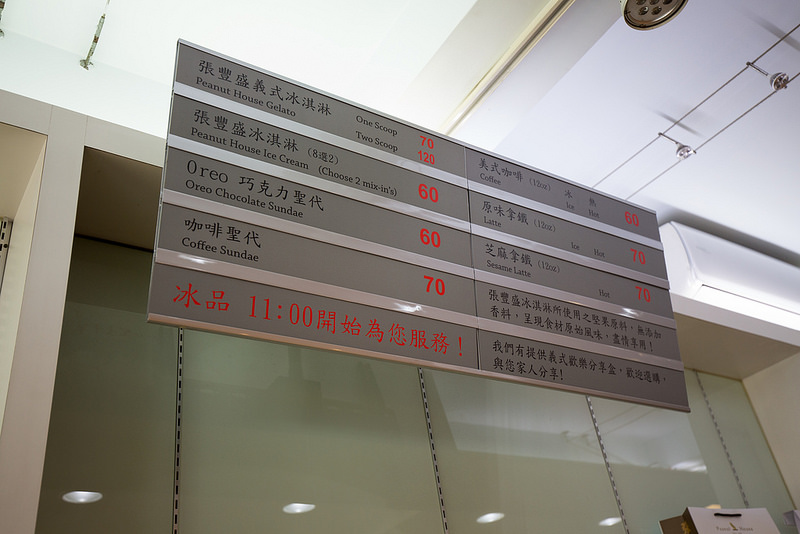 張豐盛義式冰淇淋
Peanut House Gelato
One Scoop 70
Two Scoop 120
張豐盛冰淇淋（8選2）
Peanut House Ice Cream (Choose 2 mix-in's) 60
Oreo 巧克力聖代
Oreo Chocolate Sundae 60
咖啡聖代
Coffee Sundae 70
冰品 11:00開始為您服務！
美式咖啡（12oz） 冰 熱
Coffee Ice Hot 60
原味拿鐵（12oz）
Latte Ice Hot 70
芝麻拿鐵（12oz）
Sesame Latte Hot 70
張豐盛冰淇淋所使用之堅果原料，無添加
香料，呈現食材原始風味，盡情享用！
我們有提供義式歡樂分享盒，歡迎選購，
與您家人分享!
Peanut House